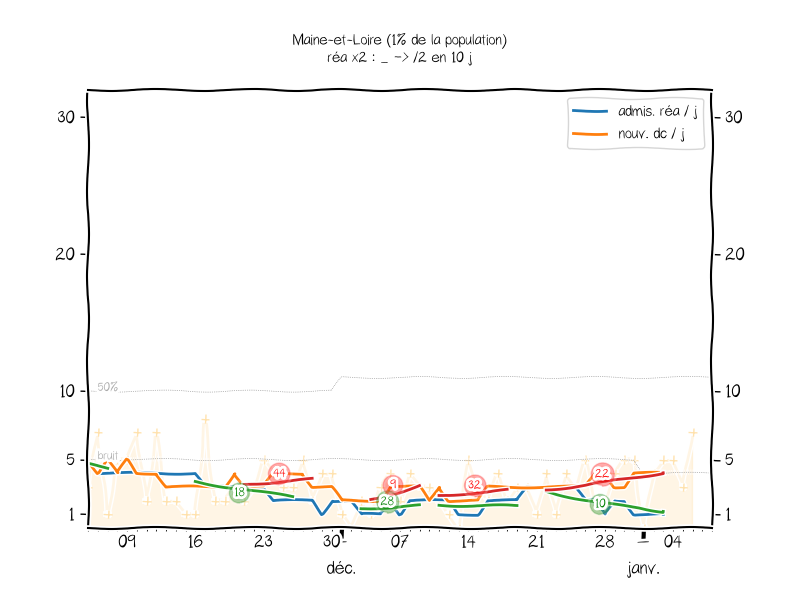 Maine-et-Loire (1% de la population)
réa x2 : _ -> /2 en 10 j
admis. réa / j
nouv. dc / j
30
30
20
20
10
10
50%
5
5
bruit
1
1
44
18
9
28
32
22
10
09 16 23 30 07 14 21 28 04
déc. janv.